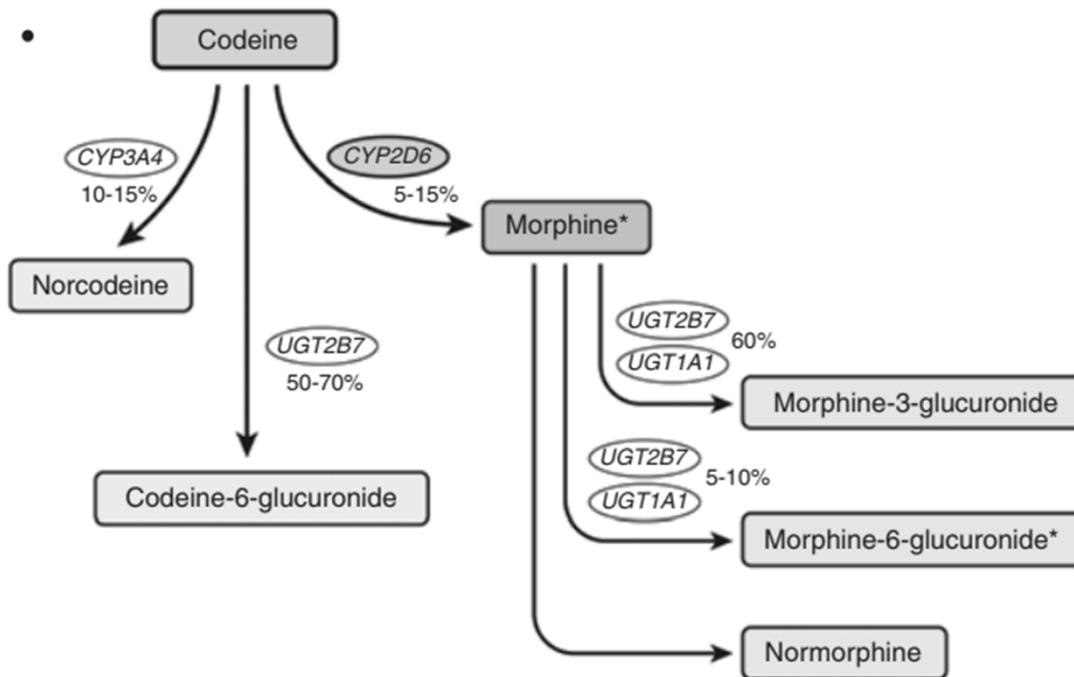 Codeine
CYP3A4
10-15%
CYP2D6
5-15%
Morphine*
Norcodeine
UGT2B7
50-70%
UGT2B7
UGT1A1
60%
Morphine-3-glucuronide
Codeine-6-glucuronide
UGT2B7
UGT1A1
5-10%
Morphine-6-glucuronide*
Normorphine